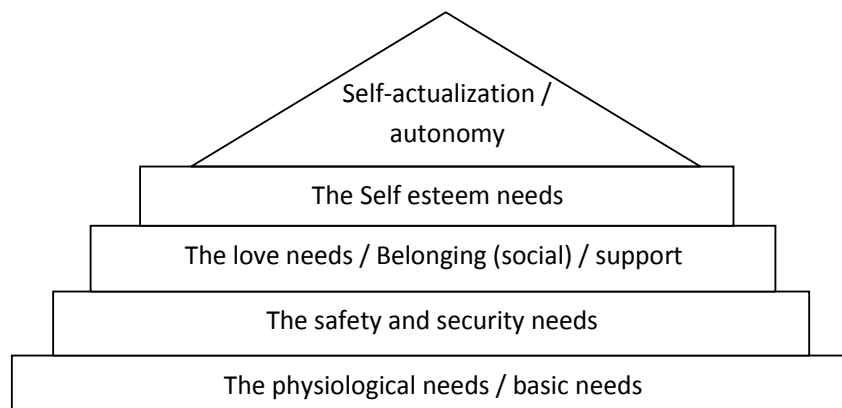 Self-actualization /
autonomy
The Self esteem needs
The love needs / Belonging (social) / support
The safety and security needs
The physiological needs / basic needs